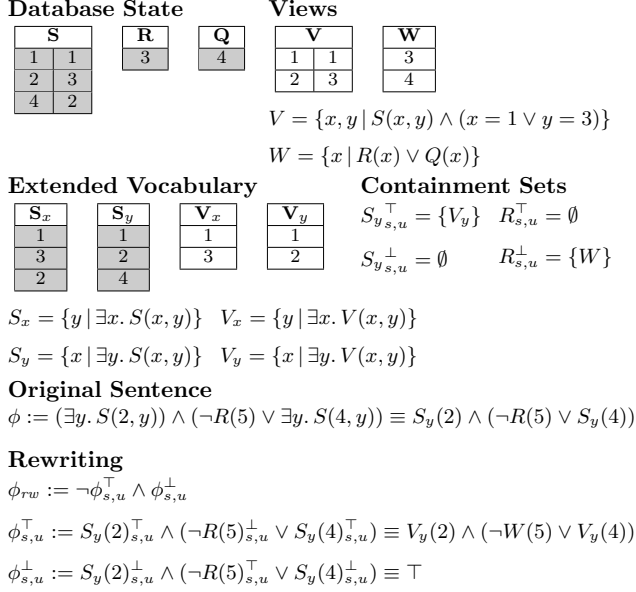 Database State Views
S R Q V W
1 1 3 4 1 1 3
2 3 2 3 4
4 2
V = {x, y | S(x, y) ∧ (x = 1 ∨ y = 3)}
W = {x | R(x) ∨ Q(x)}
Extended Vocabulary Containment Sets
S_x S_y V_x V_y
1 1 1 1
3 2 3 2
2 4
S_y^⊤_{s,u} = {V_y} R^⊤_{s,u} = ∅
S_y^⊥_{s,u} = ∅ R^⊥_{s,u} = {W}
S_x = {y | ∃x. S(x, y)} V_x = {y | ∃x. V(x, y)}
S_y = {x | ∃y. S(x, y)} V_y = {x | ∃y. V(x, y)}
Original Sentence
ϕ := (∃y. S(2, y)) ∧ (¬R(5) ∨ ∃y. S(4, y)) ≡ S_y(2) ∧ (¬R(5) ∨ S_y(4))
Rewriting
ϕ_{rw} := ¬ϕ^⊤_{s,u} ∧ ϕ^⊥_{s,u}
ϕ^⊤_{s,u} := S_y(2)^⊤_{s,u} ∧ (¬R(5)^⊥_{s,u} ∨ S_y(4)^⊤_{s,u}) ≡ V_y(2) ∧ (¬W(5) ∨ V_y(4))
ϕ^⊥_{s,u} := S_y(2)^⊥_{s,u} ∧ (¬R(5)^⊤_{s,u} ∨ S_y(4)^⊥_{s,u}) ≡ ⊤